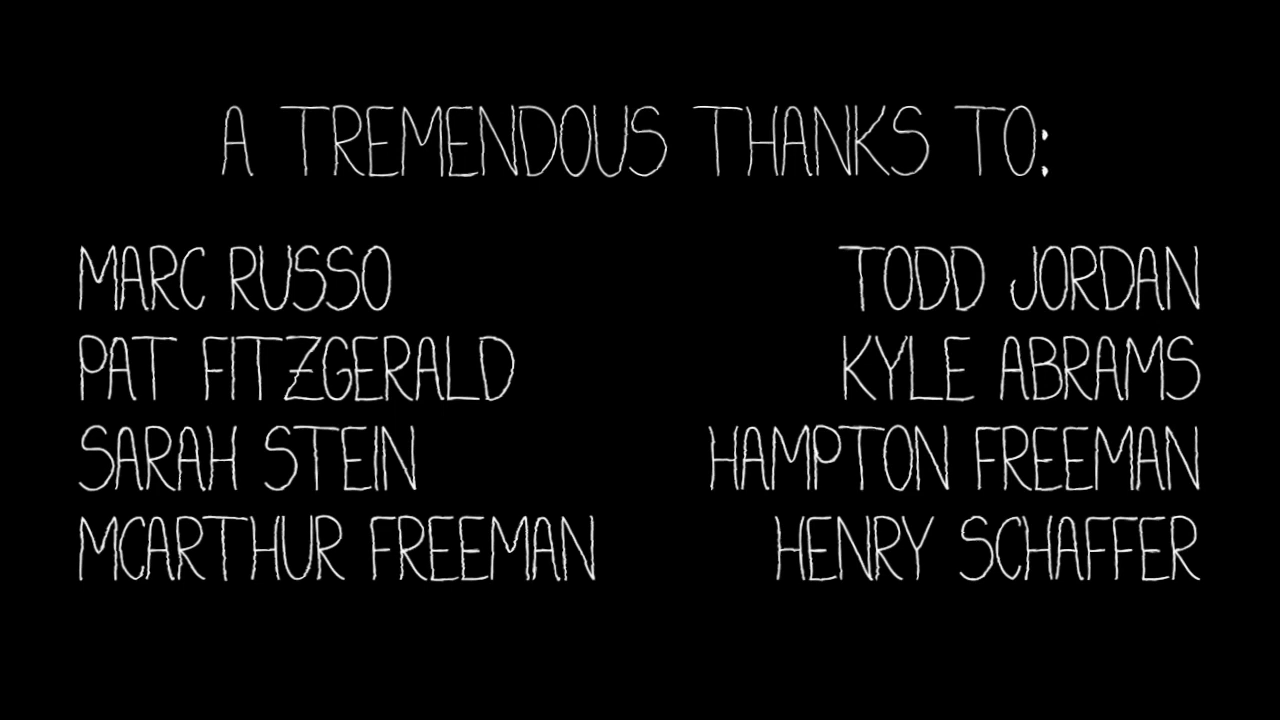 A TREMENDOUS THANKS TO:
MARC RUSSO
PAT FITZGERALD
SARAH STEIN
MCARTHUR FREEMAN
TODD JORDAN
KYLE ABRAMS
HAMPTON FREEMAN
HENRY SCHAFFER